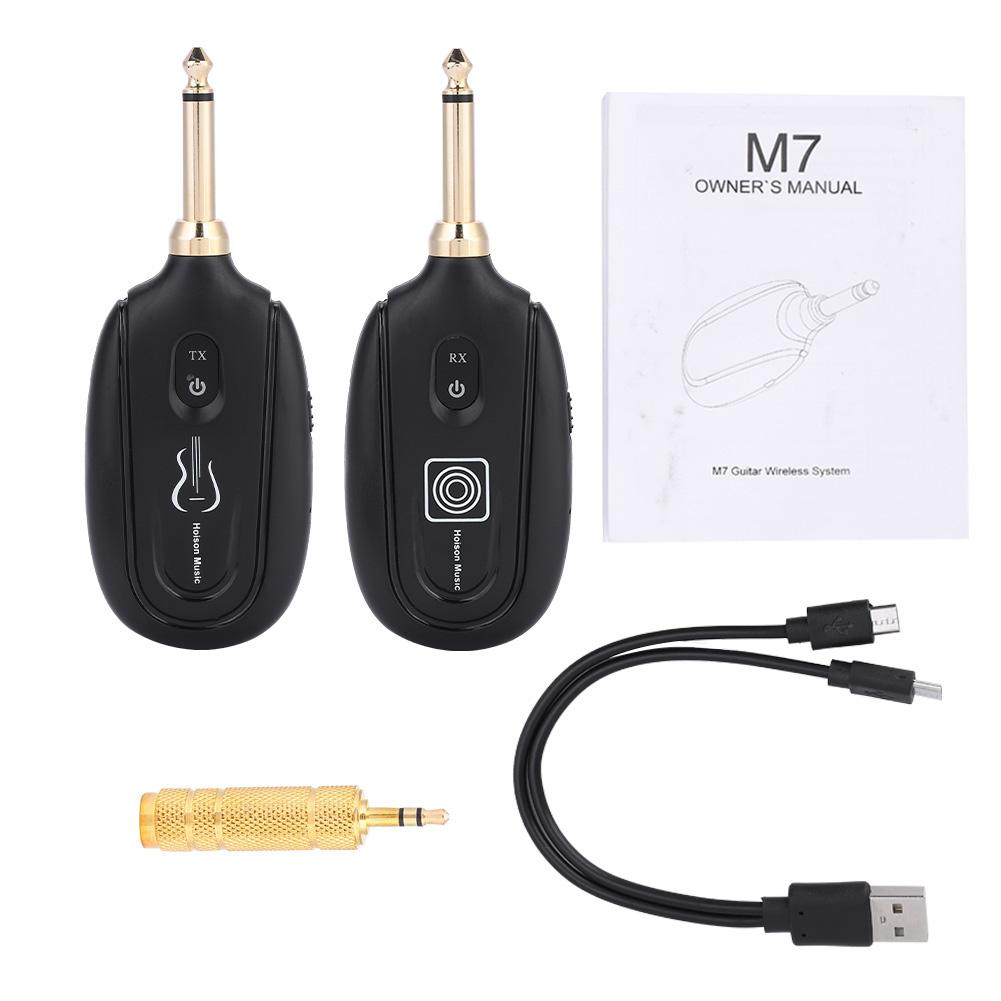 TX
Hoison Music
RX
Hoison Music
M7
OWNER`S MANUAL
M7 Guitar Wireless System